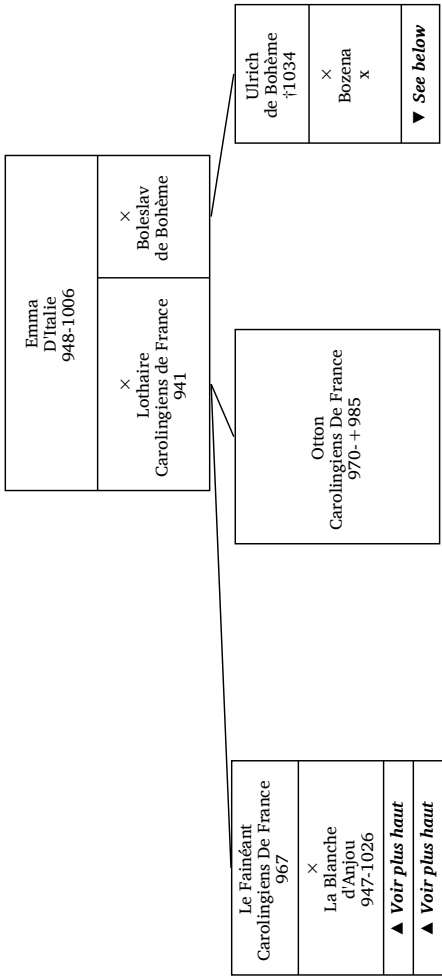 Emma
D'Italie
948-1006
×
Lothaire
Carolingiens de France
941
×
Boleslav
de Bohème
Le Fainéant
Carolingiens De France
967
×
La Blanche
d'Anjou
947-1026
▲ Voir plus haut
▲ Voir plus haut
Otton
Carolingiens De France
970-+985
Ulrich
de Bohème
†1034
×
Bozena
x
▼ See below